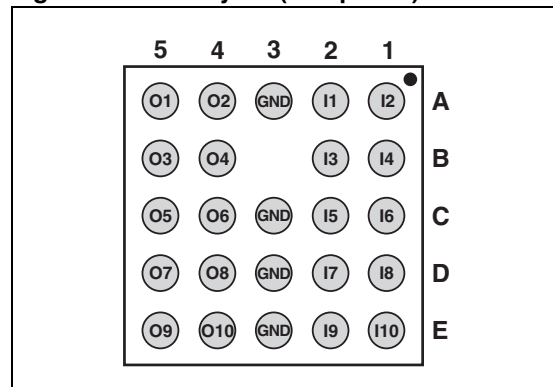 5 4 3 2 1
O1 O2 GND I1 I2 A
O3 O4 I3 I4 B
O5 O6 GND I5 I6 C
O7 O8 GND I7 I8 D
O9 O10 GND I9 I10 E